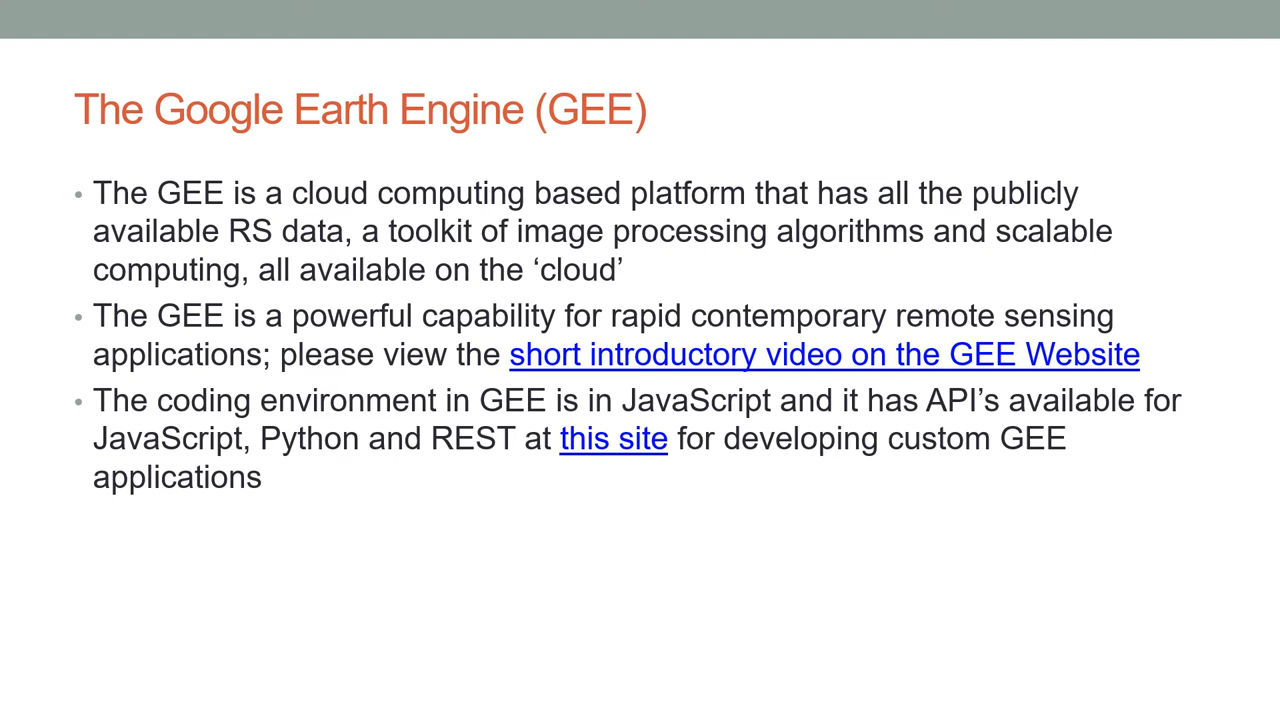 The Google Earth Engine (GEE)
• The GEE is a cloud computing based platform that has all the publicly
available RS data, a toolkit of image processing algorithms and scalable
computing, all available on the ‘cloud’
• The GEE is a powerful capability for rapid contemporary remote sensing
applications; please view the short introductory video on the GEE Website
• The coding environment in GEE is in JavaScript and it has API’s available for
JavaScript, Python and REST at this site for developing custom GEE
applications